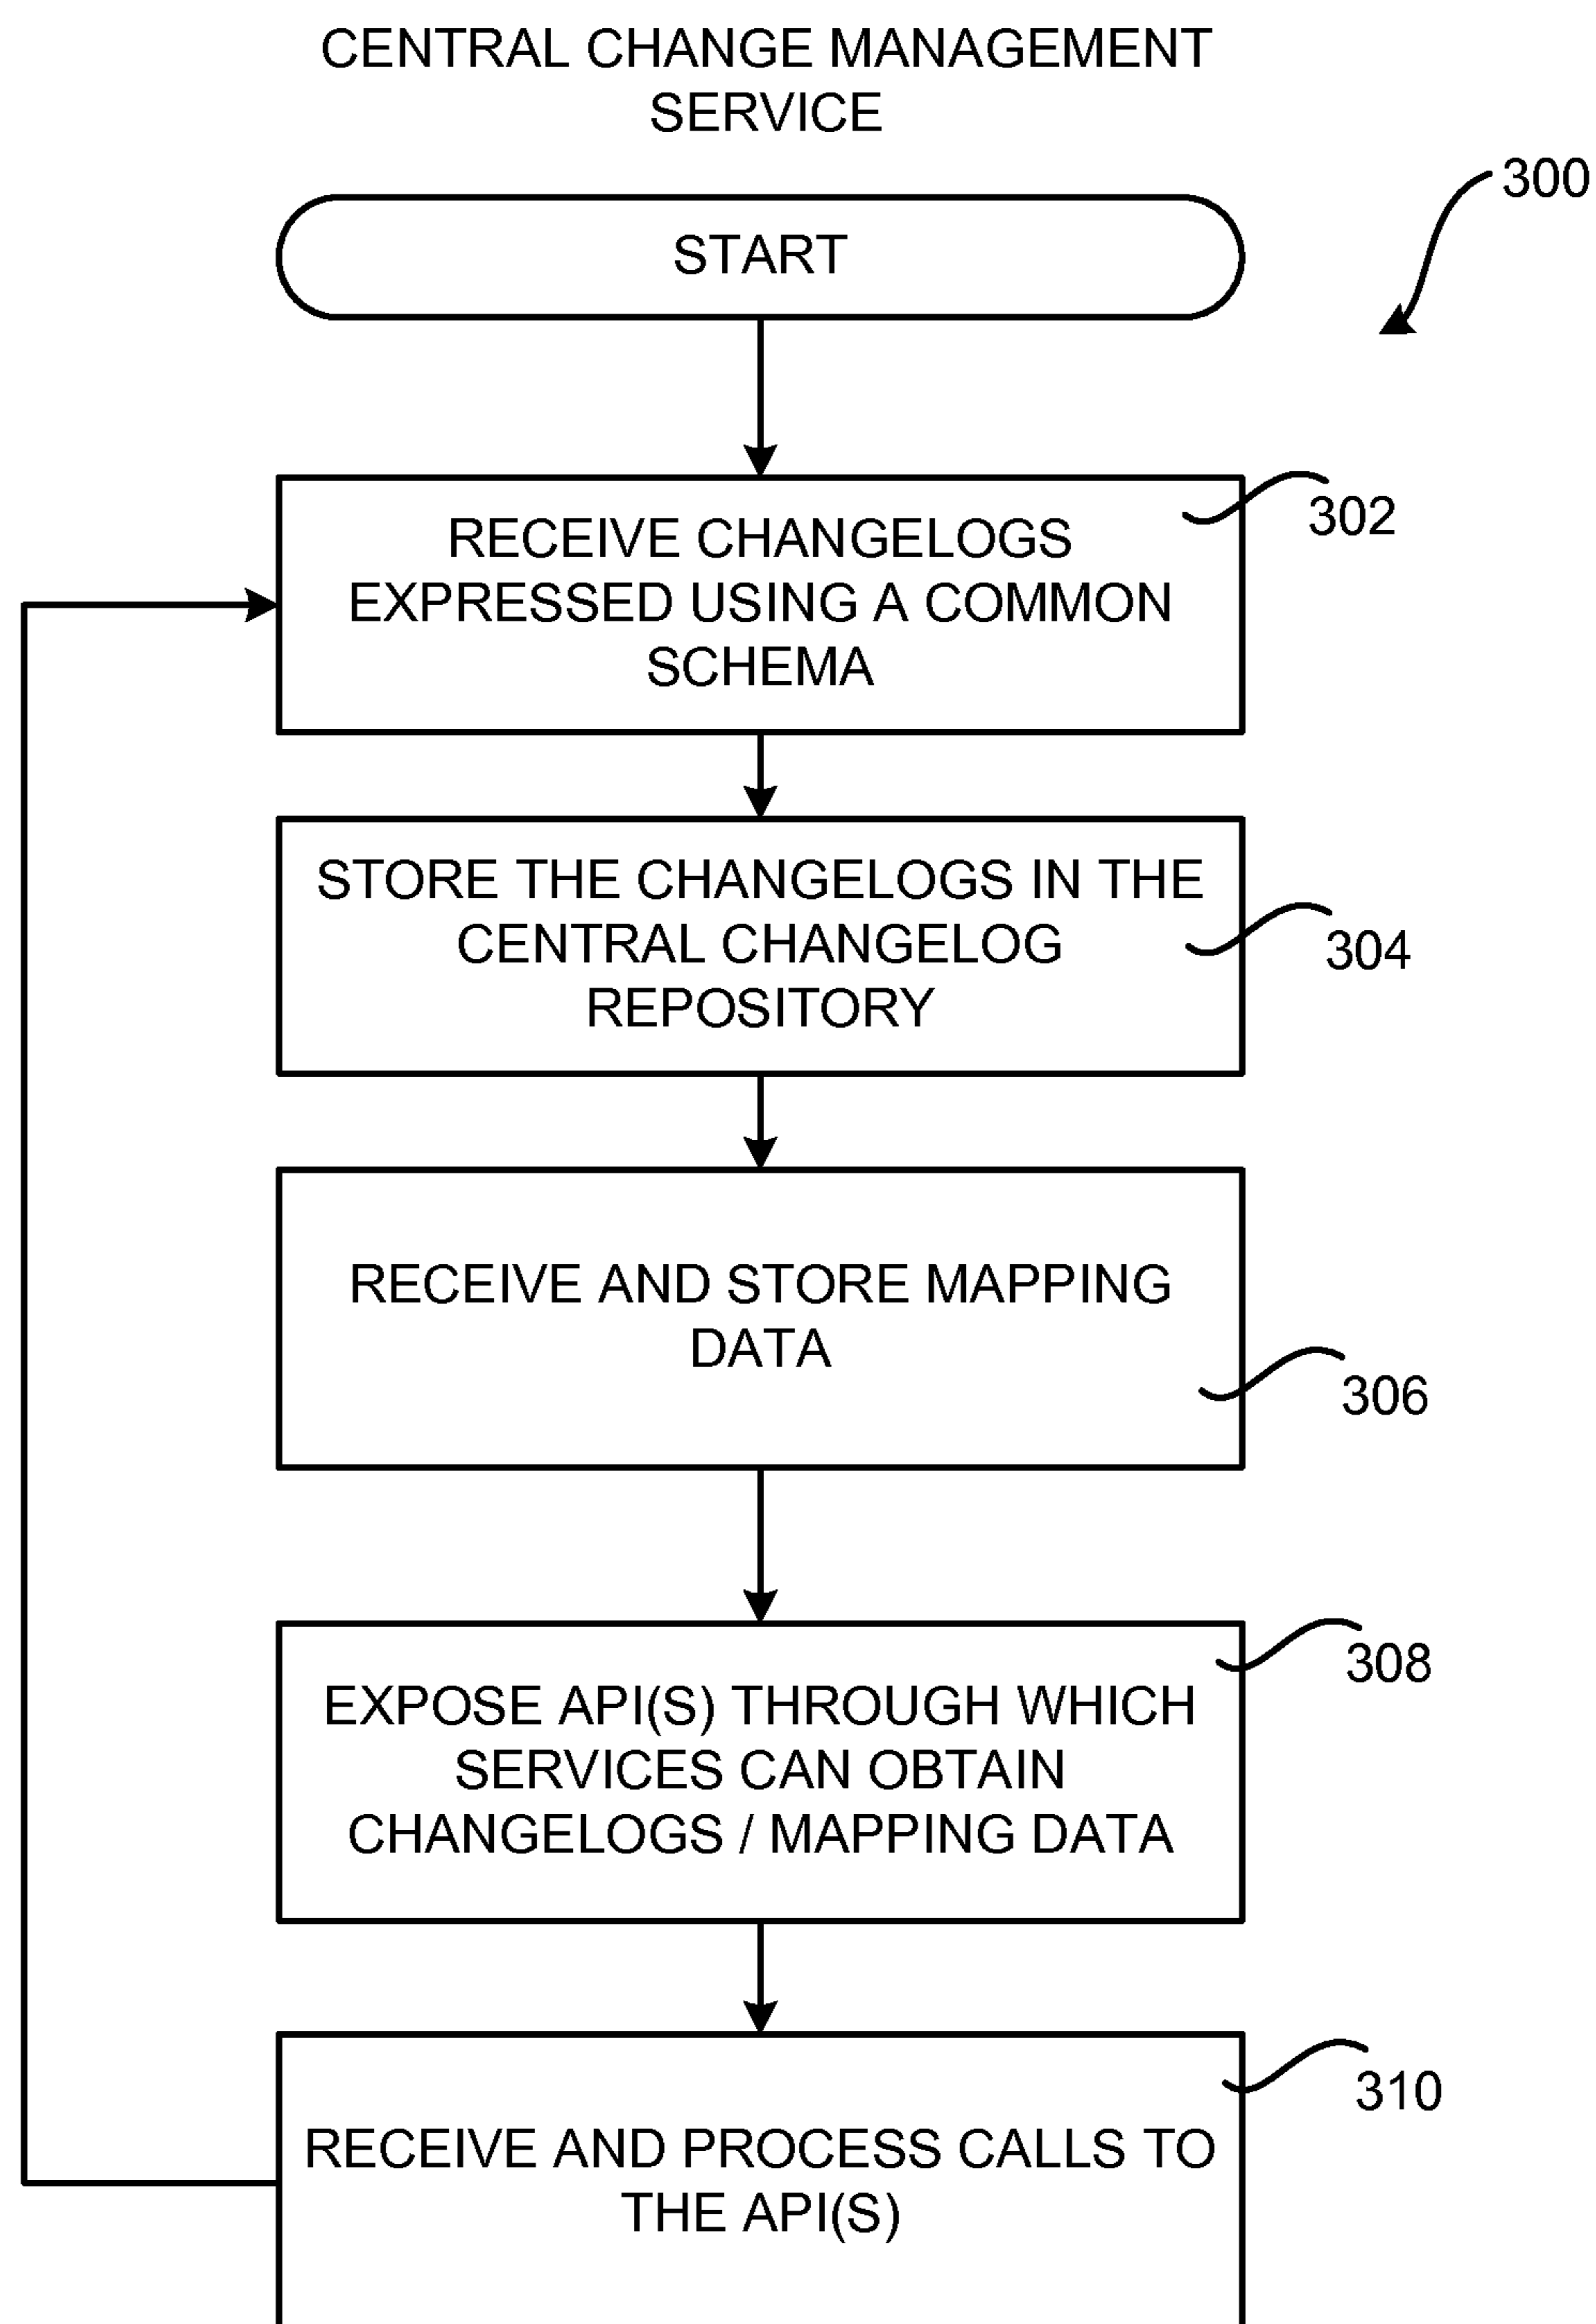 CENTRAL CHANGE MANAGEMENT
SERVICE
300
START
302
RECEIVE CHANGELOGS
EXPRESSED USING A COMMON
SCHEMA
STORE THE CHANGELOGS IN THE
CENTRAL CHANGELOG
REPOSITORY
304
RECEIVE AND STORE MAPPING
DATA
306
308
EXPOSE API(S) THROUGH WHICH
SERVICES CAN OBTAIN
CHANGELOGS / MAPPING DATA
310
RECEIVE AND PROCESS CALLS TO
THE API(S)